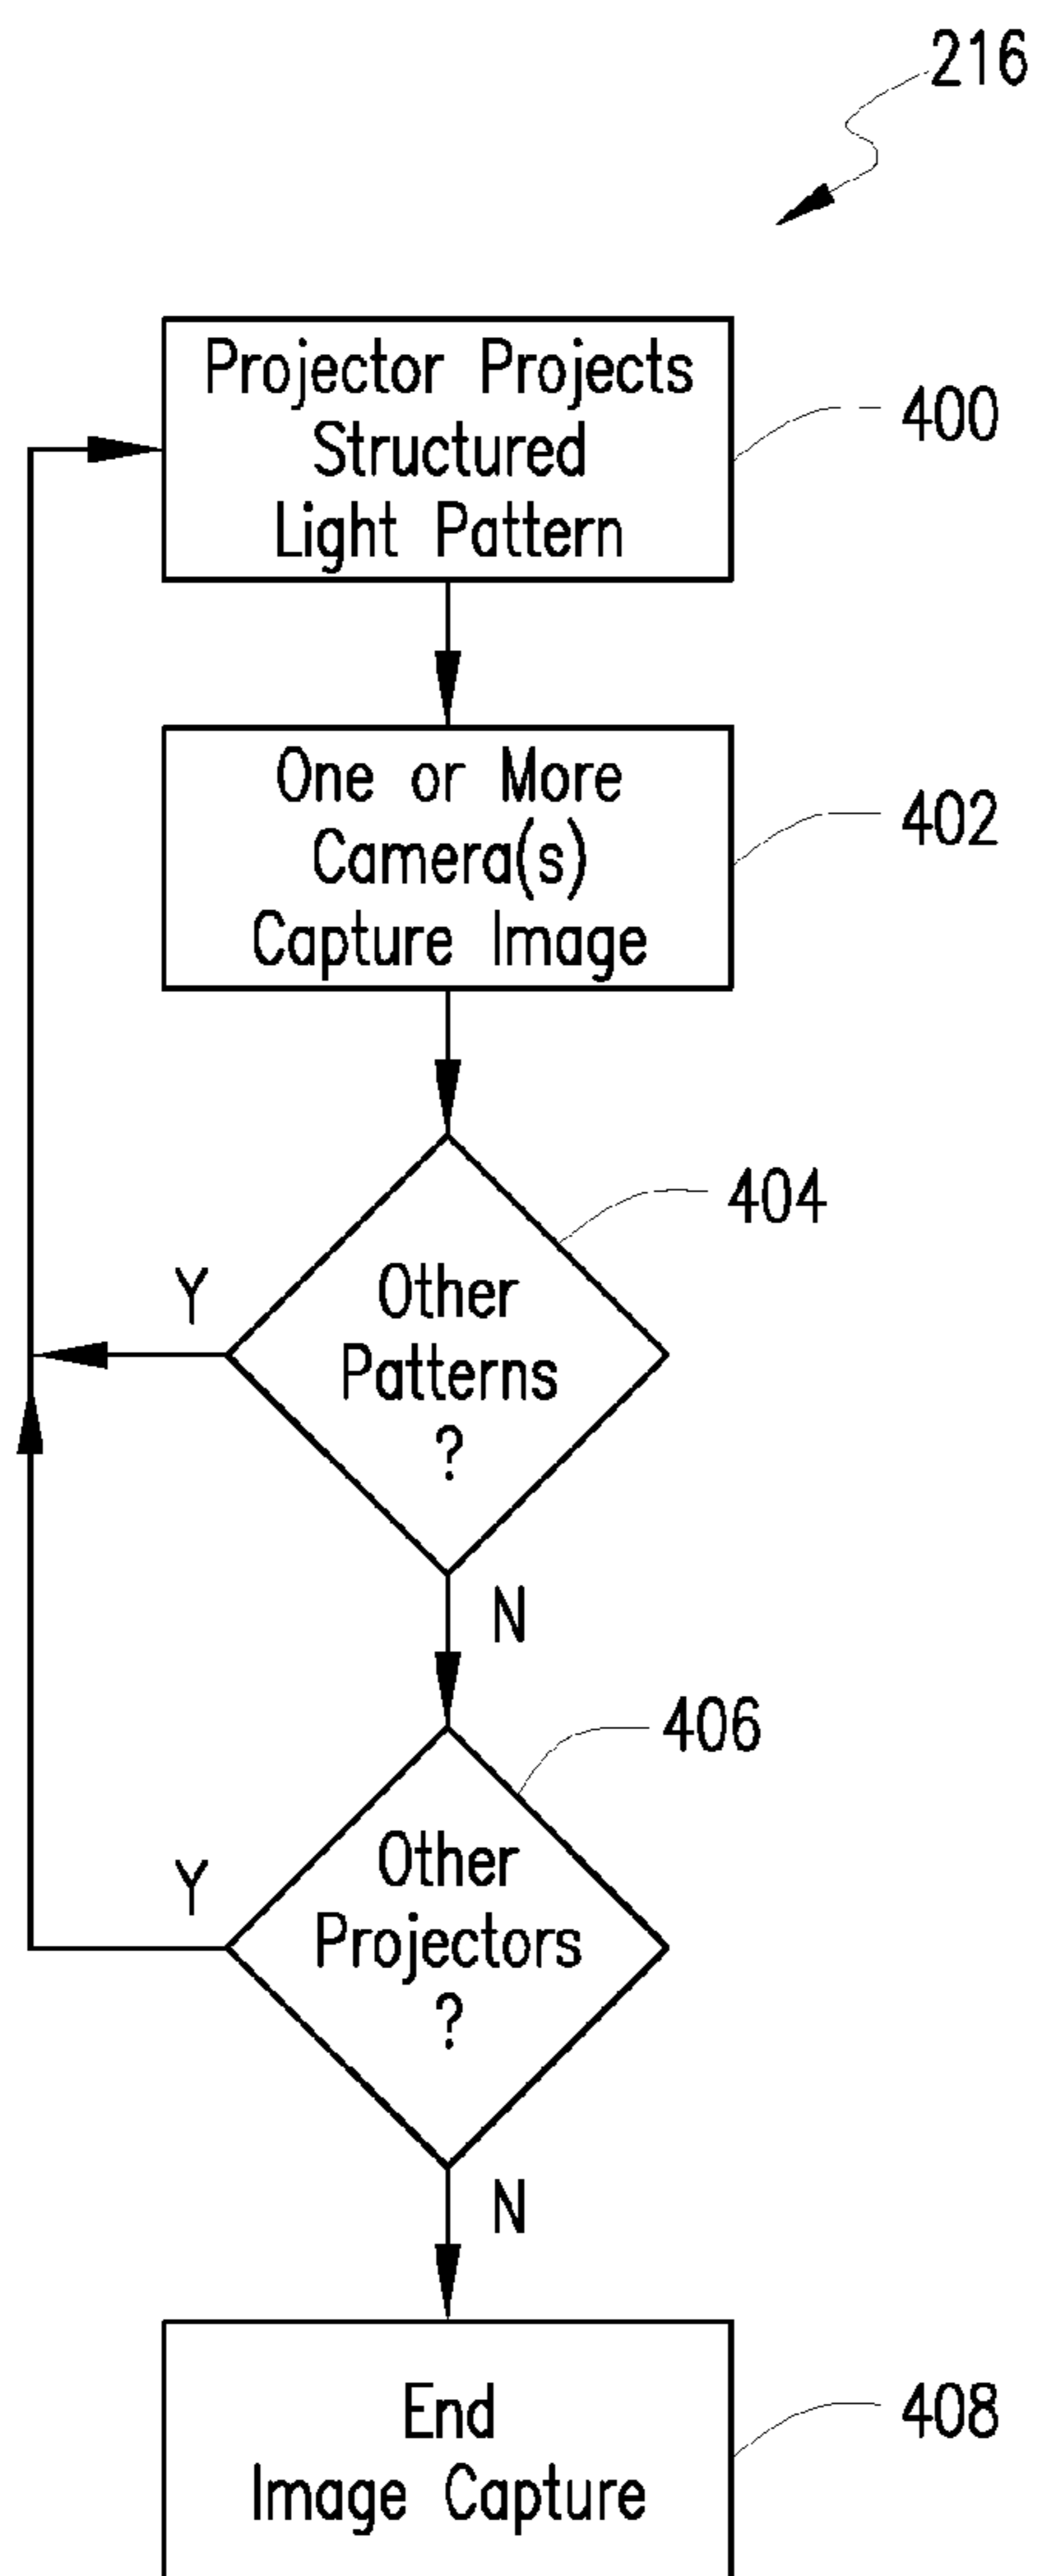 216
Projector Projects
Structured
Light Pattern
400
One or More
Camera(s)
Capture Image
402
404
Other
Patterns
?
Y
N
406
Other
Projectors
?
Y
N
End
Image Capture
408